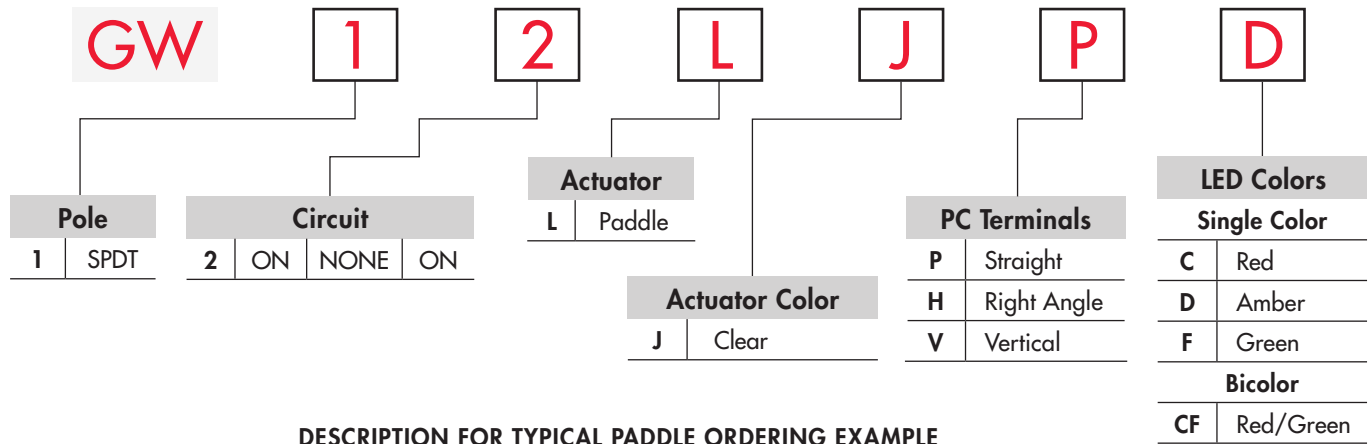 GW 1 2 L J P D
Pole
1 SPDT
Circuit
2 ON NONE ON
Actuator
L Paddle
Actuator Color
J Clear
PC Terminals
P Straight
H Right Angle
V Vertical
LED Colors
Single Color
C Red
D Amber
F Green
Bicolor
CF Red/Green
DESCRIPTION FOR TYPICAL PADDLE ORDERING EXAMPLE